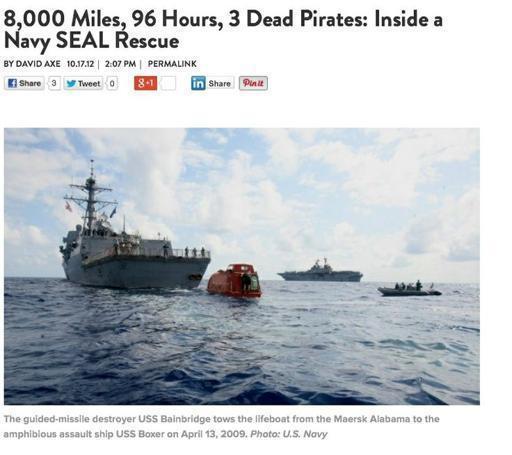 8,000 Miles, 96 Hours, 3 Dead Pirates: Inside a
Navy SEAL Rescue
BY DAVID AXE 10.17.12 | 2:07 PM | PERMALINK
f Share 3 Tweet 0 g+1 in Share Pin it
The guided-missile destroyer USS Bainbridge tows the lifeboat from the Maersk Alabama to the
amphibious assault ship USS Boxer on April 13, 2009. Photo: U.S. Navy